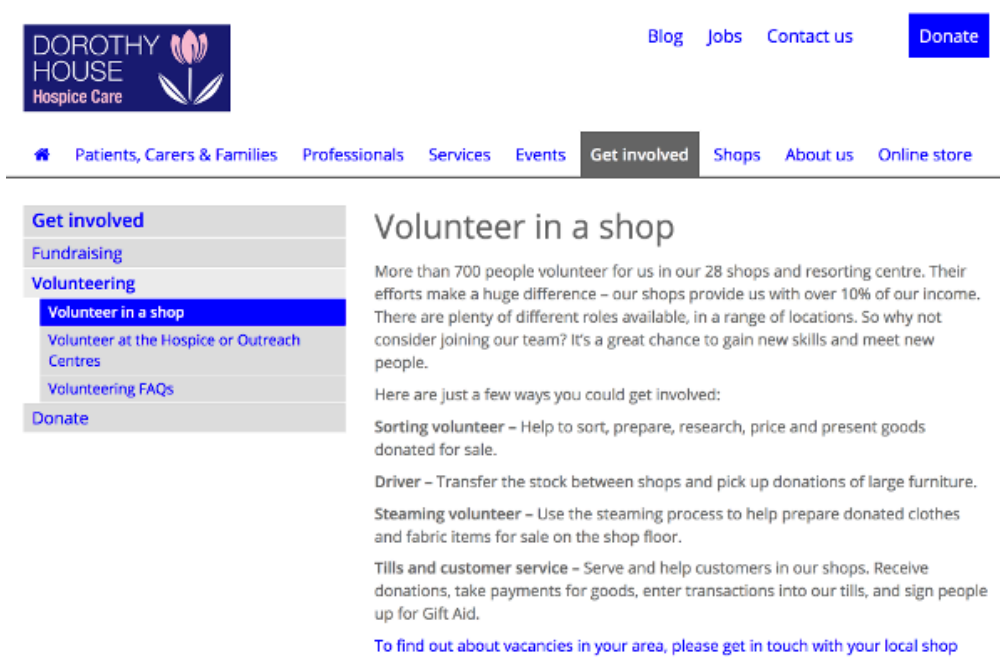 DOROTHY
HOUSE
Hospice Care
Blog Jobs Contact us Donate
Patients, Carers & Families Professionals Services Events Get involved Shops About us Online store
Get involved
Fundraising
Volunteering
Volunteer in a shop
Volunteer at the Hospice or Outreach
Centres
Volunteering FAQs
Donate
Volunteer in a shop
More than 700 people volunteer for us in our 28 shops and resorting centre. Their
efforts make a huge difference – our shops provide us with over 10% of our income.
There are plenty of different roles available, in a range of locations. So why not
consider joining our team? It's a great chance to gain new skills and meet new
people.
Here are just a few ways you could get involved:
Sorting volunteer – Help to sort, prepare, research, price and present goods
donated for sale.
Driver – Transfer the stock between shops and pick up donations of large furniture.
Steaming volunteer – Use the steaming process to help prepare donated clothes
and fabric items for sale on the shop floor.
Tills and customer service – Serve and help customers in our shops. Receive
donations, take payments for goods, enter transactions into our tills, and sign people
up for Gift Aid.
To find out about vacancies in your area, please get in touch with your local shop